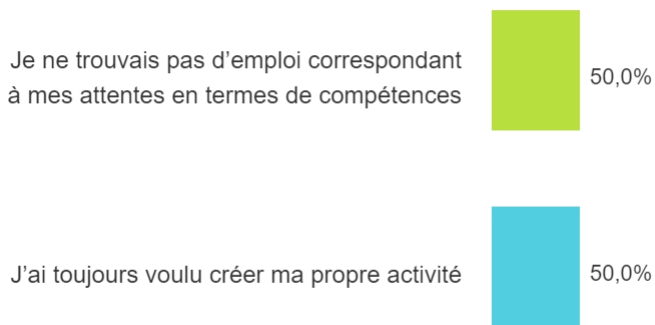 Je ne trouvais pas d’emploi correspondant
à mes attentes en termes de compétences
50,0%
J’ai toujours voulu créer ma propre activité
50,0%